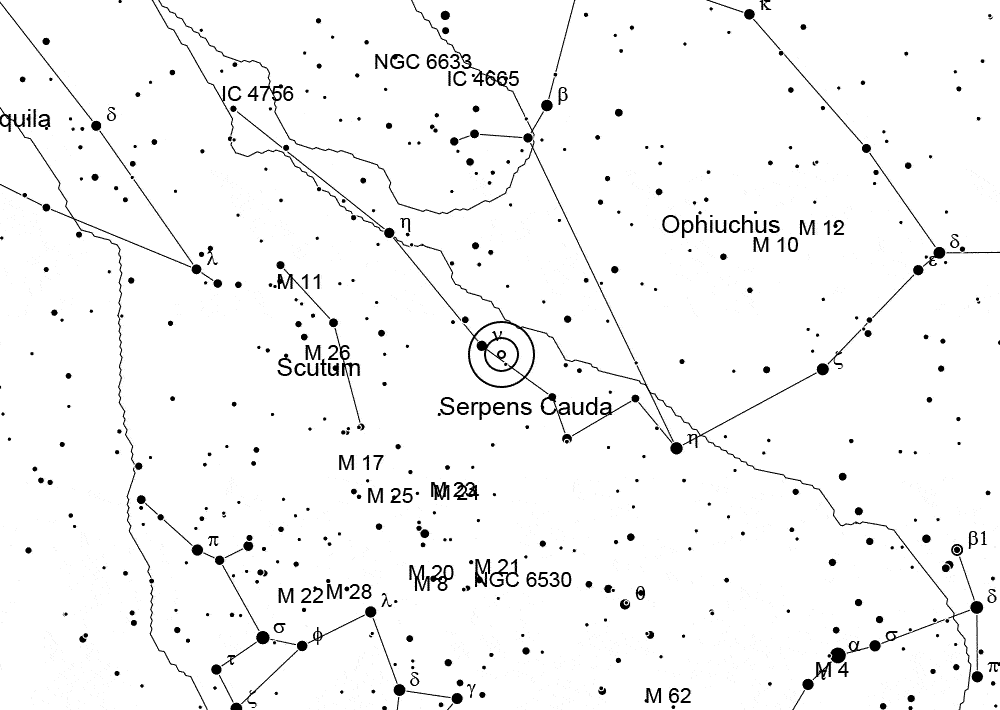 κ
NGC 6633
IC 4665
IC 4756
β
δ
quila
η
Ophiuchus
M 12
M 10
δ
ε
λ
M 11
ν
M 26
Scutum
ζ
Serpens Cauda
η
M 17
M 25
M 24
π
β1
M 20
M 21
M 8
NGC 6530
M 22
M 28
λ
θ
δ
σ
φ
σ
α
τ
M 4
π
δ
γ
ζ
M 62